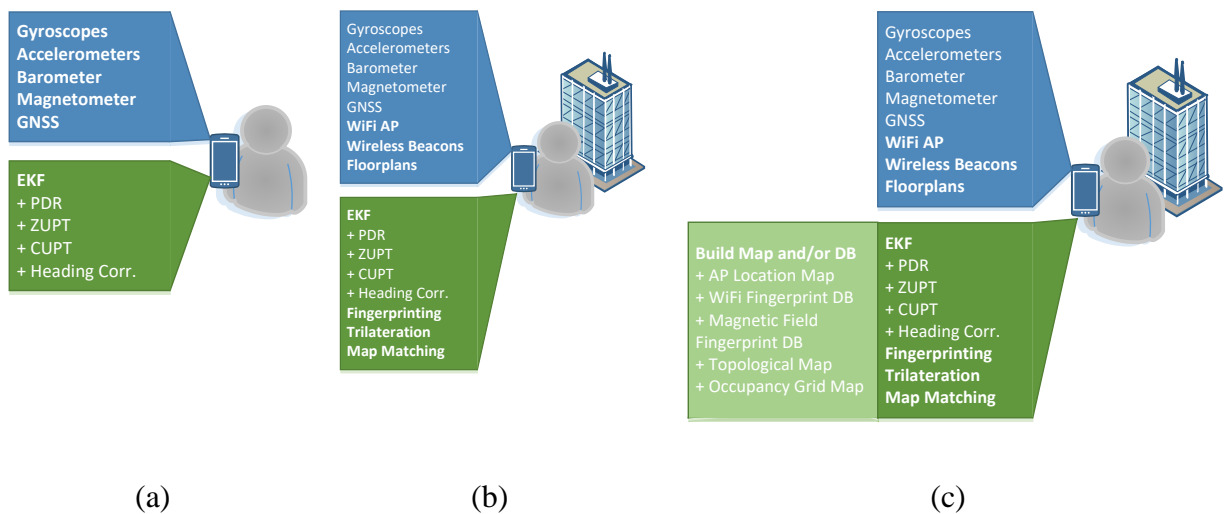 Gyroscopes
Accelerometers
Barometer
Magnetometer
GNSS
EKF
+ PDR
+ ZUPT
+ CUPT
+ Heading Corr.
(a)
Gyroscopes
Accelerometers
Barometer
Magnetometer
GNSS
WiFi AP
Wireless Beacons
Floorplans
EKF
+ PDR
+ ZUPT
+ CUPT
+ Heading Corr.
Fingerprinting
Trilateration
Map Matching
(b)
Gyroscopes
Accelerometers
Barometer
Magnetometer
GNSS
WiFi AP
Wireless Beacons
Floorplans
Build Map and/or DB
+ AP Location Map
+ WiFi Fingerprint DB
+ Magnetic Field
Fingerprint DB
+ Topological Map
+ Occupancy Grid Map
EKF
+ PDR
+ ZUPT
+ CUPT
+ Heading Corr.
Fingerprinting
Trilateration
Map Matching
(c)